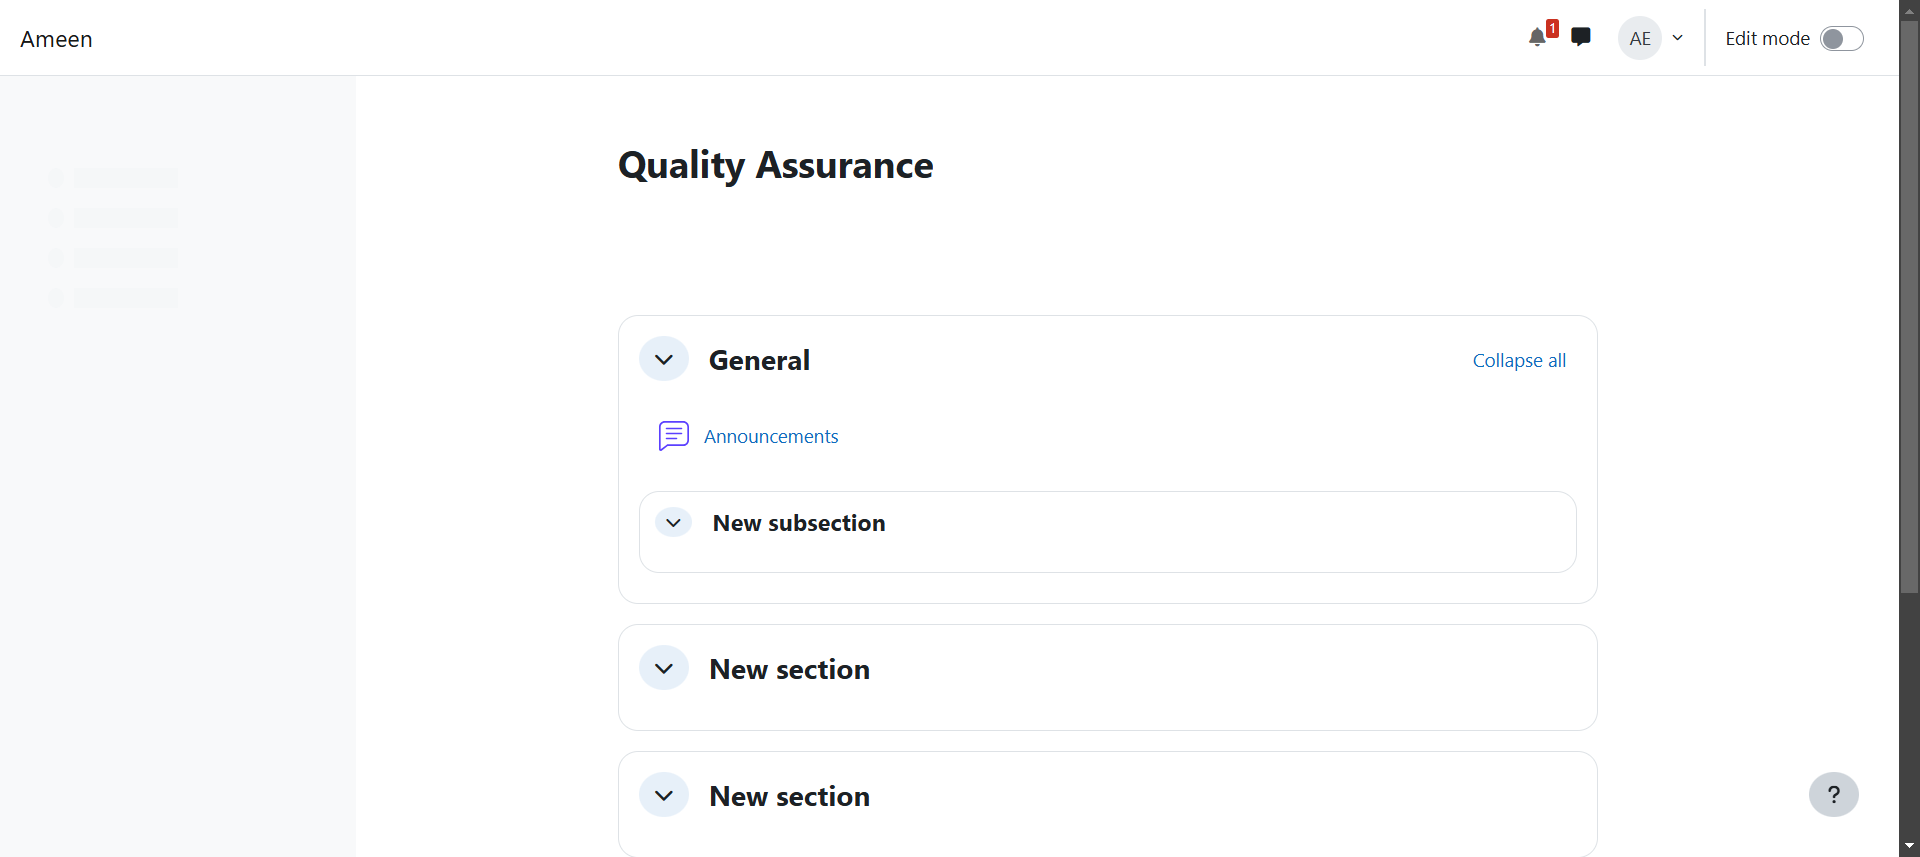 Ameen
1
AE
Edit mode
Quality Assurance
General
Collapse all
Announcements
New subsection
New section
New section
?